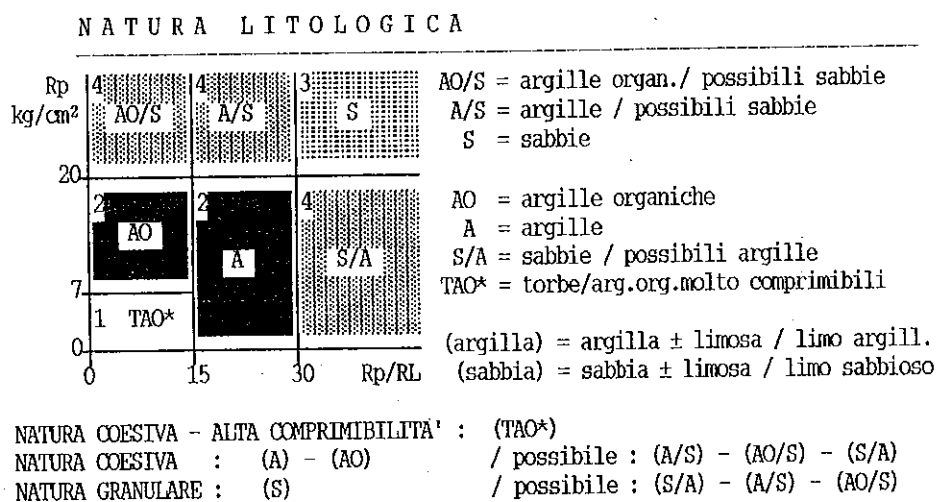 NATURA LITOLOGICA
Rp
kg/cm²
4 AO/S 4 A/S 3 S
20
2 AO 2 A 4 S/A
7
1 TAO*
0
0 15 30 Rp/RL
AO/S = argille organ./ possibili sabbie
A/S = argille / possibili sabbie
S = sabbie
AO = argille organiche
A = argille
S/A = sabbie / possibili argille
TAO* = torbe/arg.org.molto comprimibili
(argilla) = argilla ± limosa / limo argill.
(sabbia) = sabbia ± limosa / limo sabbioso
NATURA COESIVA - ALTA COMPRIMIBILITA' : (TAO*)
NATURA COESIVA : (A) - (AO) / possibile : (A/S) - (AO/S) - (S/A)
NATURA GRANULARE : (S) / possibile : (S/A) - (A/S) - (AO/S)